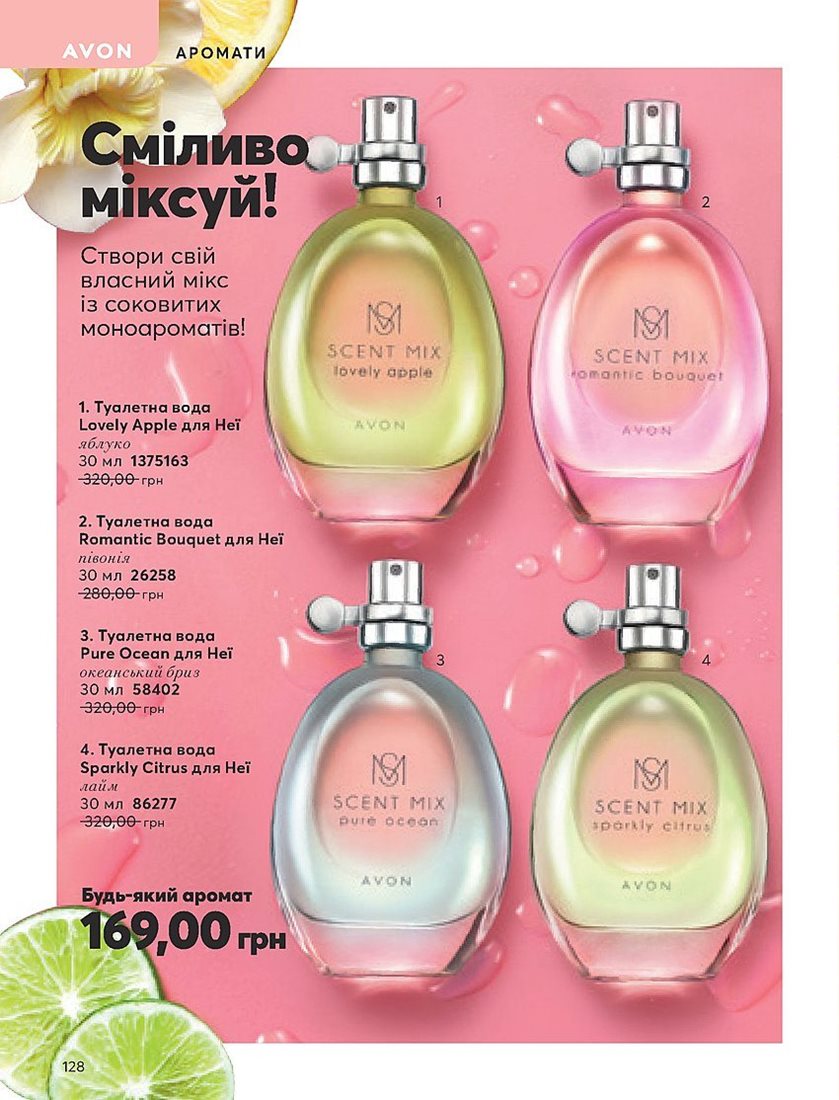 AVON
АРОМАТИ
Сміливо
міксуй!
Створи свій
власний мікс
із соковитих
моноароматів!
1. Туалетна вода
Lovely Apple для Неї
яблуко
30 мл 1375163
320,00 грн
2. Туалетна вода
Romantic Bouquet для Неї
півонія
30 мл 26258
280,00 грн
3. Туалетна вода
Pure Ocean для Неї
океанський бриз
30 мл 58402
320,00 грн
4. Туалетна вода
Sparkly Citrus для Неї
лайм
30 мл 86277
320,00 грн
Будь-який аромат
169,00 грн
1
SM
SCENT MIX
lovely apple
AVON
2
SM
SCENT MIX
romantic bouquet
AVON
3
SM
SCENT MIX
pure ocean
AVON
4
SM
SCENT MIX
sparkly citrus
AVON
128